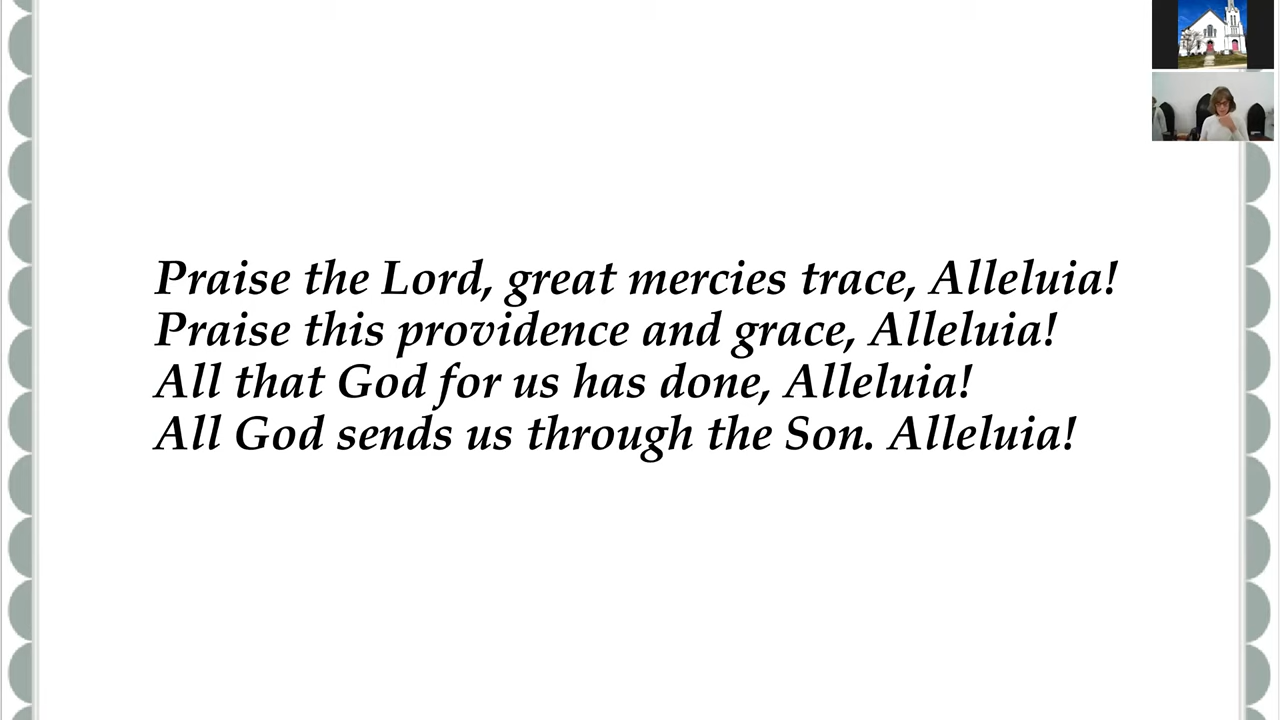 Praise the Lord, great mercies trace, Alleluia!
Praise this providence and grace, Alleluia!
All that God for us has done, Alleluia!
All God sends us through the Son. Alleluia!